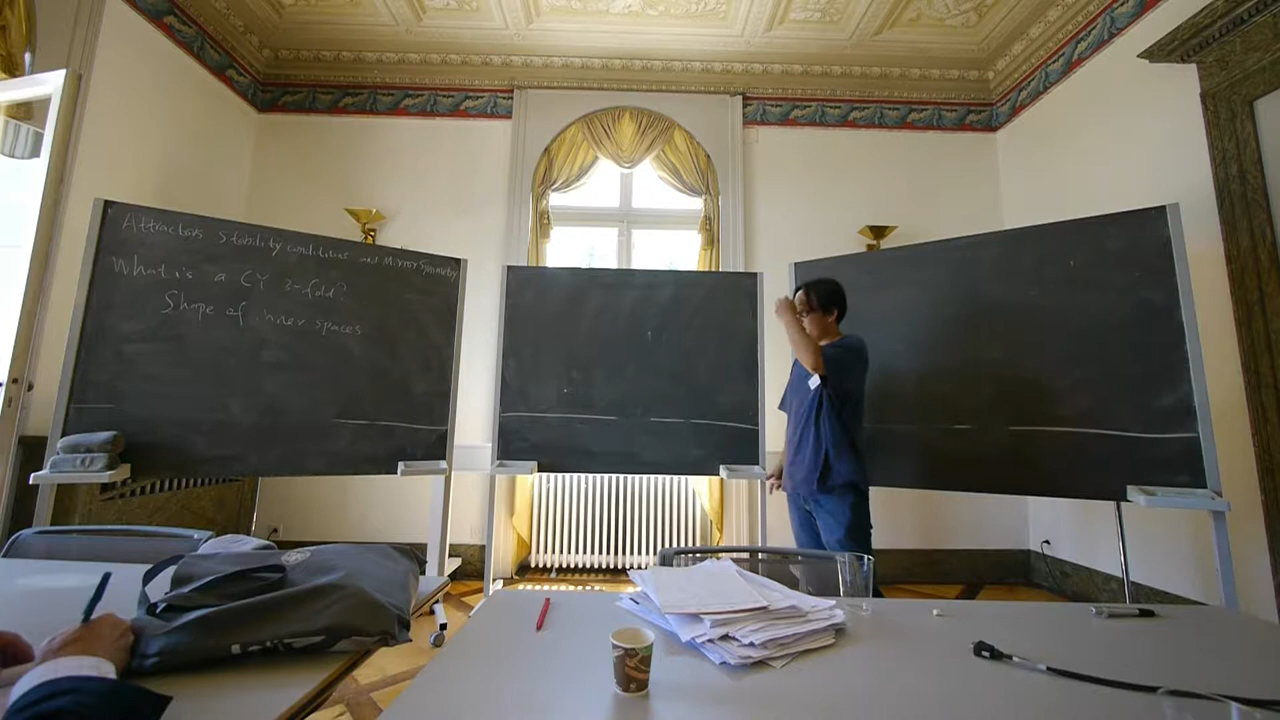 Attractors Stability conditions and Mirror Symmetry
What is a CY 3-fold?
Shape of inner spaces